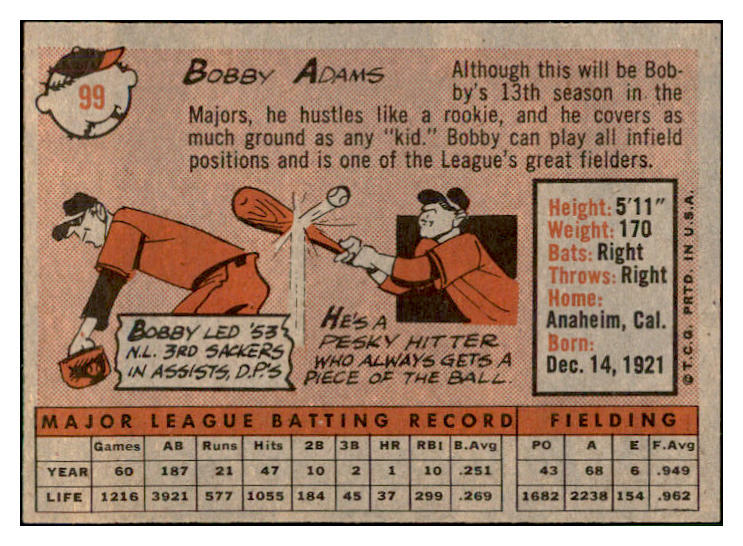 99
BOBBY ADAMS
Although this will be Bob-
by's 13th season in the
Majors, he hustles like a rookie, and he covers as
much ground as any "kid." Bobby can play all infield
positions and is one of the League's great fielders.
BOBBY LED '53
N.L. 3RD SACKERS
IN ASSISTS, D.P.'S
HE'S A
PESKY HITTER
WHO ALWAYS GETS A
PIECE OF THE BALL.
Height: 5'11"
Weight: 170
Bats: Right
Throws: Right
Home:
Anaheim, Cal.
Born:
Dec. 14, 1921
© T.C.G. PRTD. IN U.S.A.
MAJOR LEAGUE BATTING RECORD FIELDING
Games AB Runs Hits 2B 3B HR RBI B.Avg PO A E F.Avg
YEAR 60 187 21 47 10 2 1 10 .251 43 68 6 .949
LIFE 1216 3921 577 1055 184 45 37 299 .269 1682 2238 154 .962